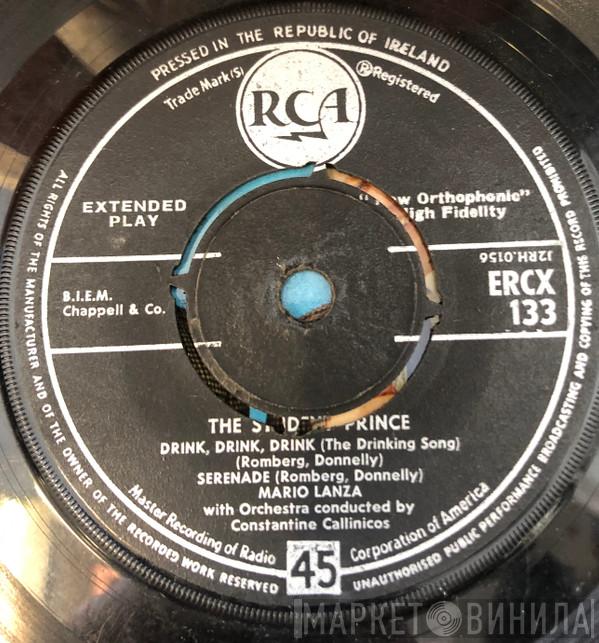 PRESSED IN THE REPUBLIC OF IRELAND
Trade Mark(S)
®Registered
RCA
EXTENDED
PLAY
Orthophonic"
High Fidelity
J2RH.0156
B.I.E.M.
Chappell & Co.
ERCX
133
THE STUDENT PRINCE
DRINK, DRINK, DRINK (The Drinking Song)
(Romberg, Donnelly)
SERENADE (Romberg, Donnelly)
MARIO LANZA
with Orchestra conducted by
Constantine Callinicos
Master Recording of Radio Corporation of America
45
ALL RIGHTS OF THE MANUFACTURER AND OF THE OWNER OF THE RECORDED WORK RESERVED
UNAUTHORISED PUBLIC PERFORMANCE BROADCASTING AND COPYING OF THIS RECORD PROHIBITED
МАРКЕТ ВИНИЛА